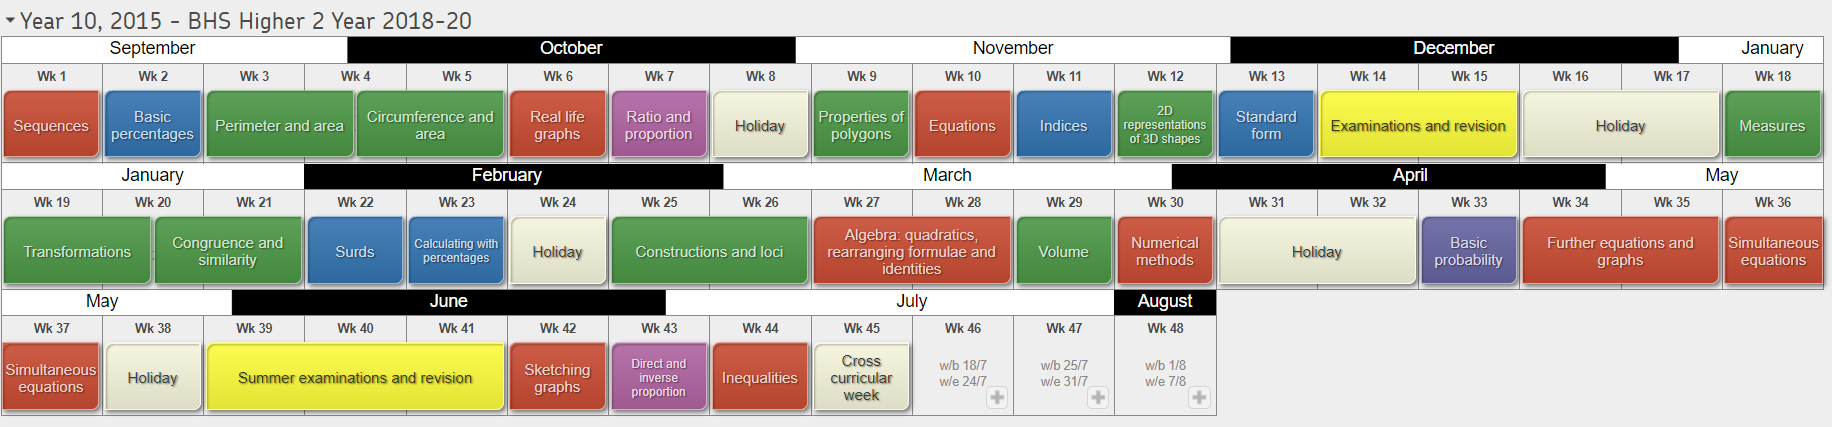 Year 10, 2015 - BHS Higher 2 Year 2018-20
September October November December January
Wk 1 Wk 2 Wk 3 Wk 4 Wk 5 Wk 6 Wk 7 Wk 8 Wk 9 Wk 10 Wk 11 Wk 12 Wk 13 Wk 14 Wk 15 Wk 16 Wk 17 Wk 18
Sequences
Basic
percentages
Perimeter and area
Circumference and
area
Real life
graphs
Ratio and
proportion
Holiday
Properties of
polygons
Equations
Indices
2D
representations
of 3D shapes
Standard
form
Examinations and revision
Holiday
Measures
January February March April May
Wk 19 Wk 20 Wk 21 Wk 22 Wk 23 Wk 24 Wk 25 Wk 26 Wk 27 Wk 28 Wk 29 Wk 30 Wk 31 Wk 32 Wk 33 Wk 34 Wk 35 Wk 36
Transformations
Congruence and
similarity
Surds
Calculating with
percentages
Holiday
Constructions and loci
Algebra: quadratics,
rearranging formulae and
identities
Volume
Numerical
methods
Holiday
Basic
probability
Further equations and
graphs
Simultaneous
equations
May June July August
Wk 37 Wk 38 Wk 39 Wk 40 Wk 41 Wk 42 Wk 43 Wk 44 Wk 45 Wk 46 Wk 47 Wk 48
Simultaneous
equations
Holiday
Summer examinations and revision
Sketching
graphs
Direct and
inverse
proportion
Inequalities
Cross
curricular
week
w/b 18/7
w/e 24/7
w/b 25/7
w/e 31/7
w/b 1/8
w/e 7/8